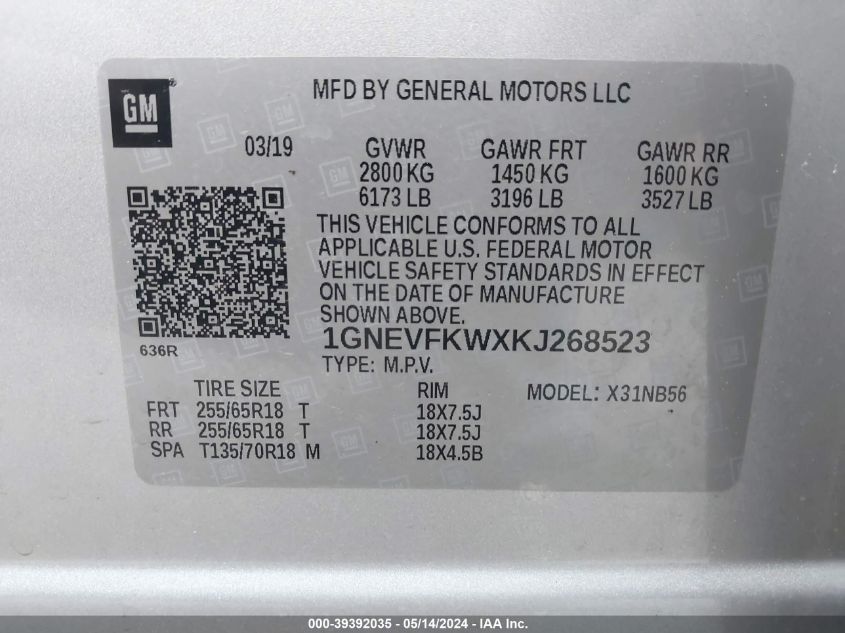 GM
MFD BY GENERAL MOTORS LLC
03/19 GVWR GAWR FRT GAWR RR
2800 KG 1450 KG 1600 KG
6173 LB 3196 LB 3527 LB
THIS VEHICLE CONFORMS TO ALL
APPLICABLE U.S. FEDERAL MOTOR
VEHICLE SAFETY STANDARDS IN EFFECT
ON THE DATE OF MANUFACTURE
SHOWN ABOVE.
636R
1GNEVFKWXKJ268523
TYPE: M.P.V.
TIRE SIZE RIM MODEL: X31NB56
FRT 255/65R18 T 18X7.5J
RR 255/65R18 T 18X7.5J
SPA T135/70R18 M 18X4.5B
000-39392035 - 05/14/2024 - IAA Inc.